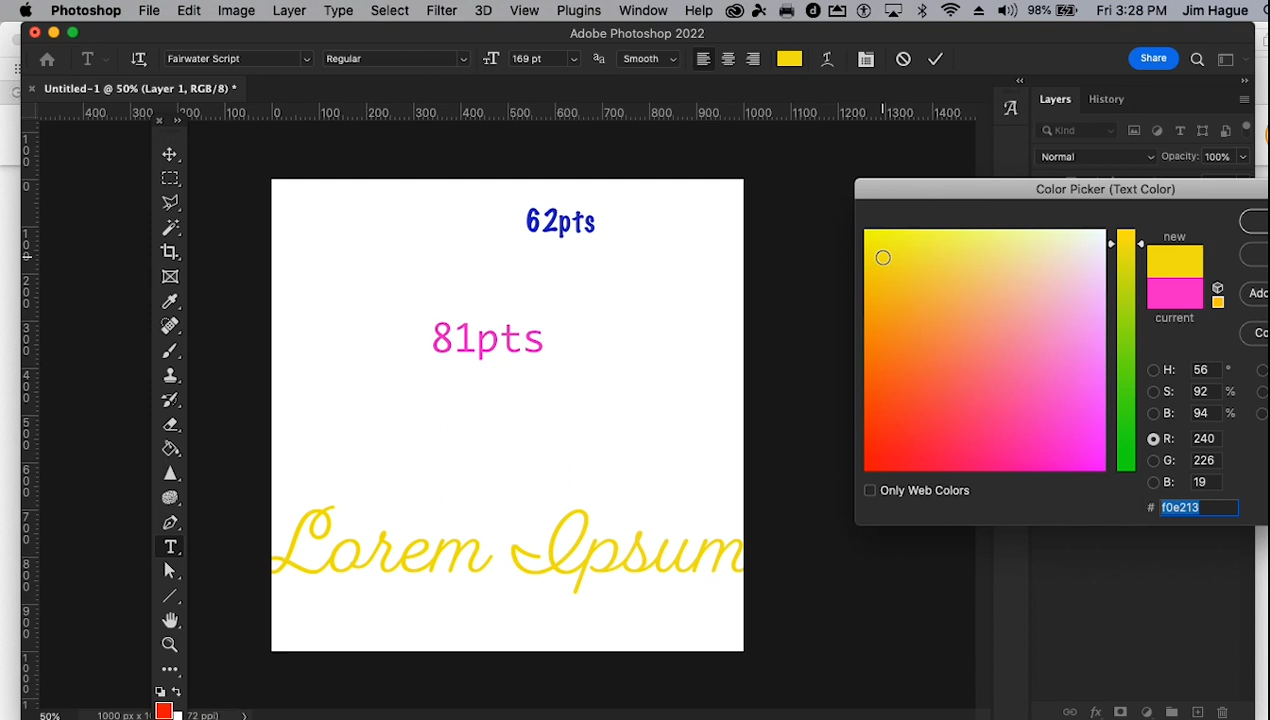 Photoshop File Edit Image Layer Type Select Filter 3D View Plugins Window Help 98% Fri 3:28 PM Jim Hague
Adobe Photoshop 2022
T Fairwater Script Regular 169 pt aa Smooth Share
Untitled-1 @ 50% (Layer 1, RGB/8) *
Layers History
400 300 200 100 0 100 200 300 400 500 600 700 800 900 1000 1100 1200 1300 1400
Kind
Normal Opacity: 100%
Color Picker (Text Color)
62pts
new
81pts
current
H: 56 °
S: 92 %
B: 94 %
R: 240
G: 226
B: 19
Only Web Colors
# f0e213
Lorem Ipsum
50% 1000 px x 10 72 ppi)
fx